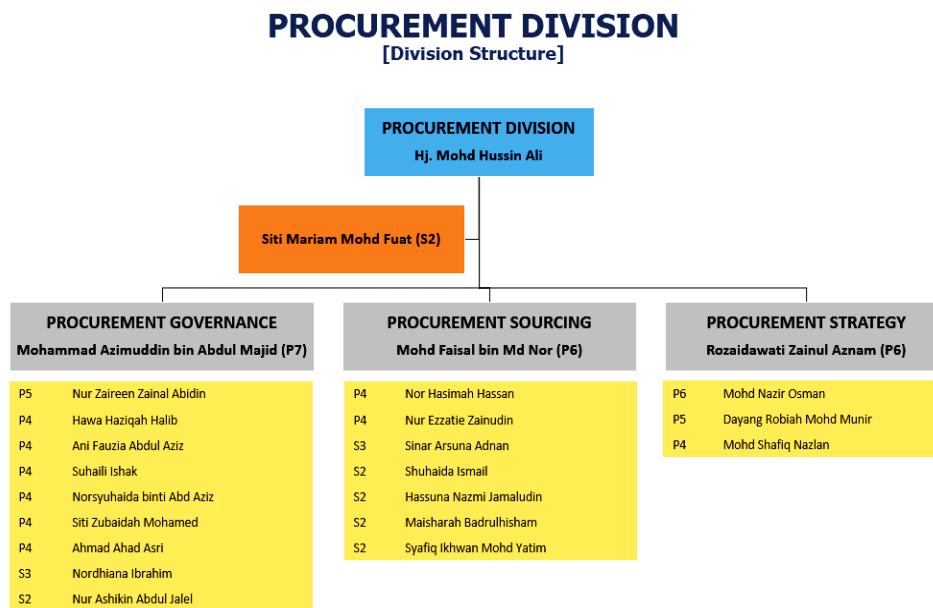 PROCUREMENT DIVISION
[Division Structure]
PROCUREMENT DIVISION
Hj. Mohd Hussin Ali
Siti Mariam Mohd Fuat (S2)
PROCUREMENT GOVERNANCE
Mohammad Azimuddin bin Abdul Majid (P7)
P5 Nur Zaireen Zainal Abidin
P4 Hawa Haziqah Halib
P4 Ani Fauzia Abdul Aziz
P4 Suhaili Ishak
P4 Norsyuhaida binti Abd Aziz
P4 Siti Zubaidah Mohamed
P4 Ahmad Ahad Asri
S3 Nordhiana Ibrahim
S2 Nur Ashikin Abdul Jalel
PROCUREMENT SOURCING
Mohd Faisal bin Md Nor (P6)
P4 Nor Hasimah Hassan
P4 Nur Ezzatie Zainudin
S3 Sinar Arsuna Adnan
S2 Shuhaida Ismail
S2 Hassuna Nazmi Jamaludin
S2 Maisharah Badrulhisham
S2 Syafiq Ikhwan Mohd Yatim
PROCUREMENT STRATEGY
Rozaidawati Zainul Aznam (P6)
P6 Mohd Nazir Osman
P5 Dayang Robiah Mohd Munir
P4 Mohd Shafiq Nazlan